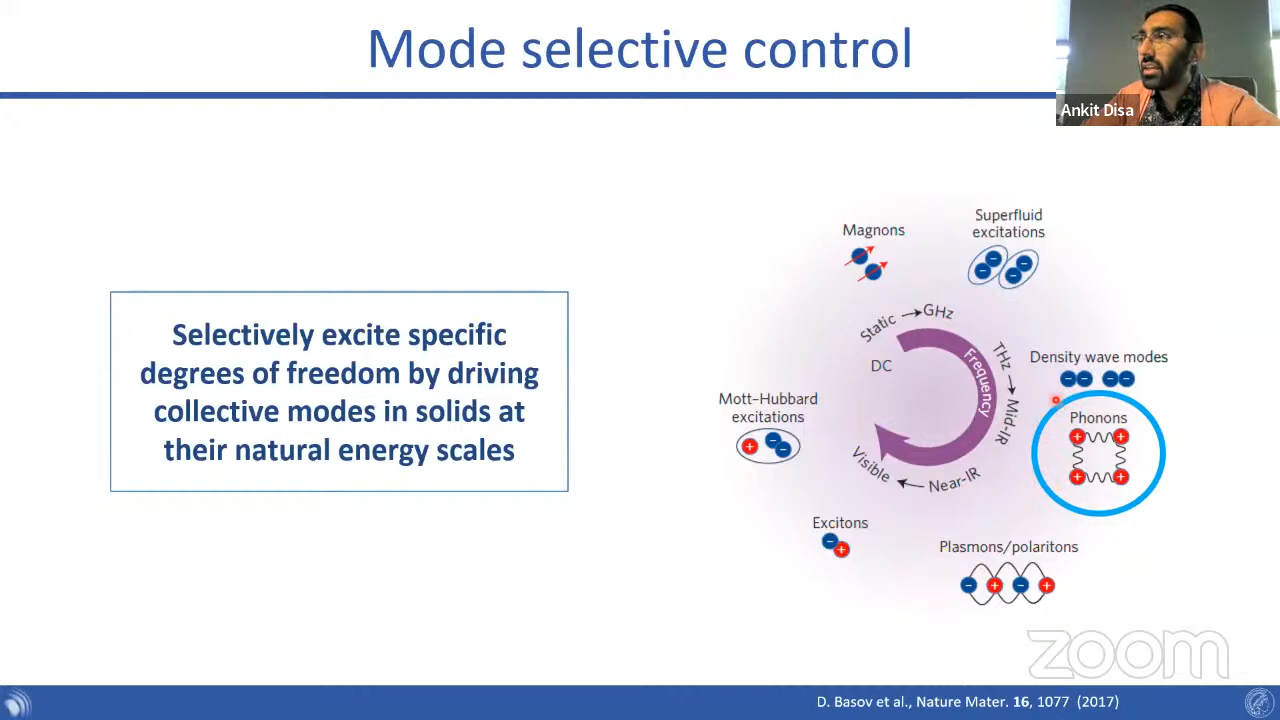 Mode selective control
Ankit Disa
Selectively excite specific
degrees of freedom by driving
collective modes in solids at
their natural energy scales
Magnons
Superfluid
excitations
Static → GHz
DC
Frequency
THz → Mid-IR
Density wave modes
Phonons
Mott–Hubbard
excitations
Visible ← Near-IR
Excitons
Plasmons/polaritons
zoom
D. Basov et al., Nature Mater. 16, 1077 (2017)